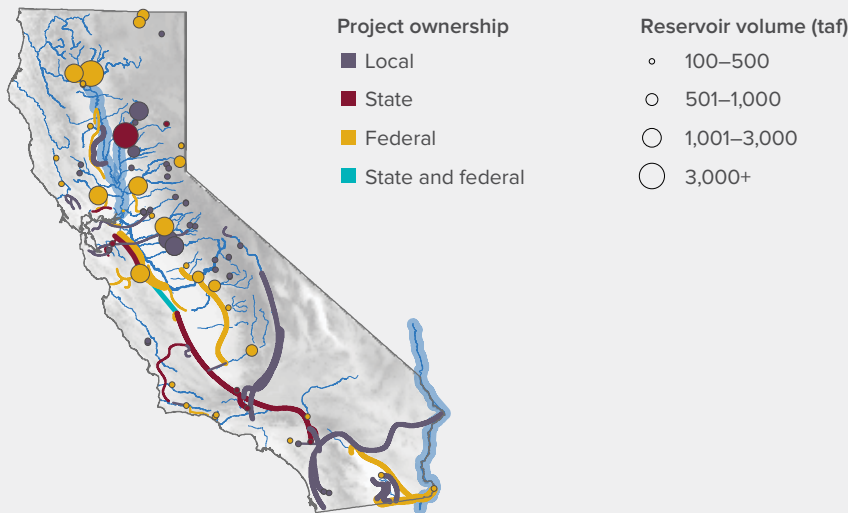 Project ownership
Local
State
Federal
State and federal
Reservoir volume (taf)
100–500
501–1,000
1,001–3,000
3,000+